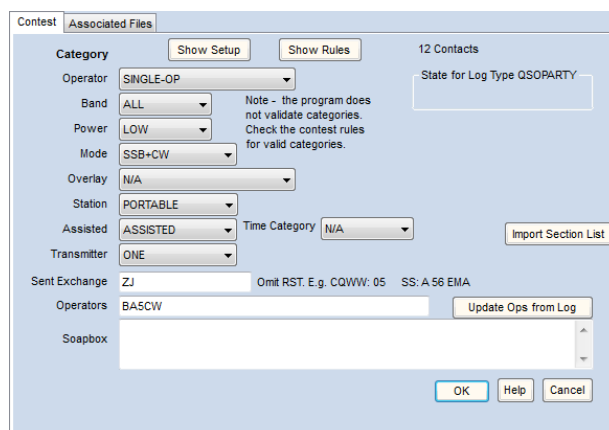 Contest Associated Files
Category Show Setup Show Rules 12 Contacts
Operator SINGLE-OP State for Log Type QSOPARTY
Band ALL Note - the program does
not validate categories.
Power LOW Check the contest rules
for valid categories.
Mode SSB+CW
Overlay N/A
Station PORTABLE
Assisted ASSISTED Time Category N/A Import Section List
Transmitter ONE
Sent Exchange ZJ Omit RST. E.g. CQWW: 05 SS: A 56 EMA
Operators BA5CW Update Ops from Log
Soapbox
OK Help Cancel